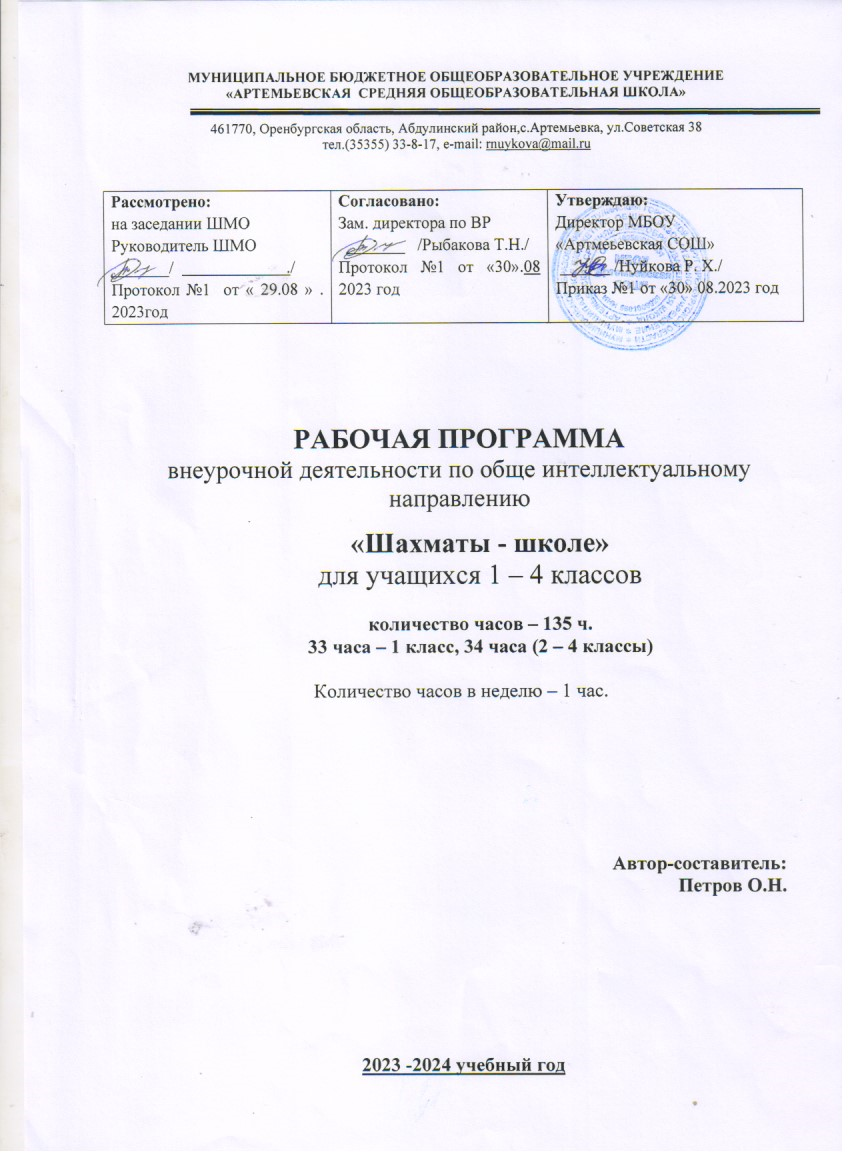 МУНИЦИПАЛЬНОЕ БЮДЖЕТНОЕ ОБЩЕОБРАЗОВАТЕЛЬНОЕ УЧРЕЖДЕНИЕ
«АРТЕМЬЕВСКАЯ СРЕДНЯЯ ОБЩЕОБРАЗОВАТЕЛЬНАЯ ШКОЛА»
461770, Оренбургская область, Абдулинский район,с.Артемьевка, ул.Советская 38
тел.(35355) 33-8-17, e-mail: rnuykova@mail.ru
Рассмотрено:
на заседании ШМО
Руководитель ШМО
/ ____________./
Протокол №1 от « 29.08 » .
2023год
Согласовано:
Зам. директора по ВР
/Рыбакова Т.Н./
Протокол №1 от «30».08
2023 год
Утверждаю:
Директор МБОУ
«Артмеьевская СОШ»
/Нуйкова Р. Х./
Приказ №1 от «30» 08.2023 год
РАБОЧАЯ ПРОГРАММА
внеурочной деятельности по обще интеллектуальному
направлению
«Шахматы - школе»
для учащихся 1 – 4 классов
количество часов – 135 ч.
33 часа – 1 класс, 34 часа (2 – 4 классы)
Количество часов в неделю – 1 час.
Автор-составитель:
Петров О.Н.
2023 -2024 учебный год